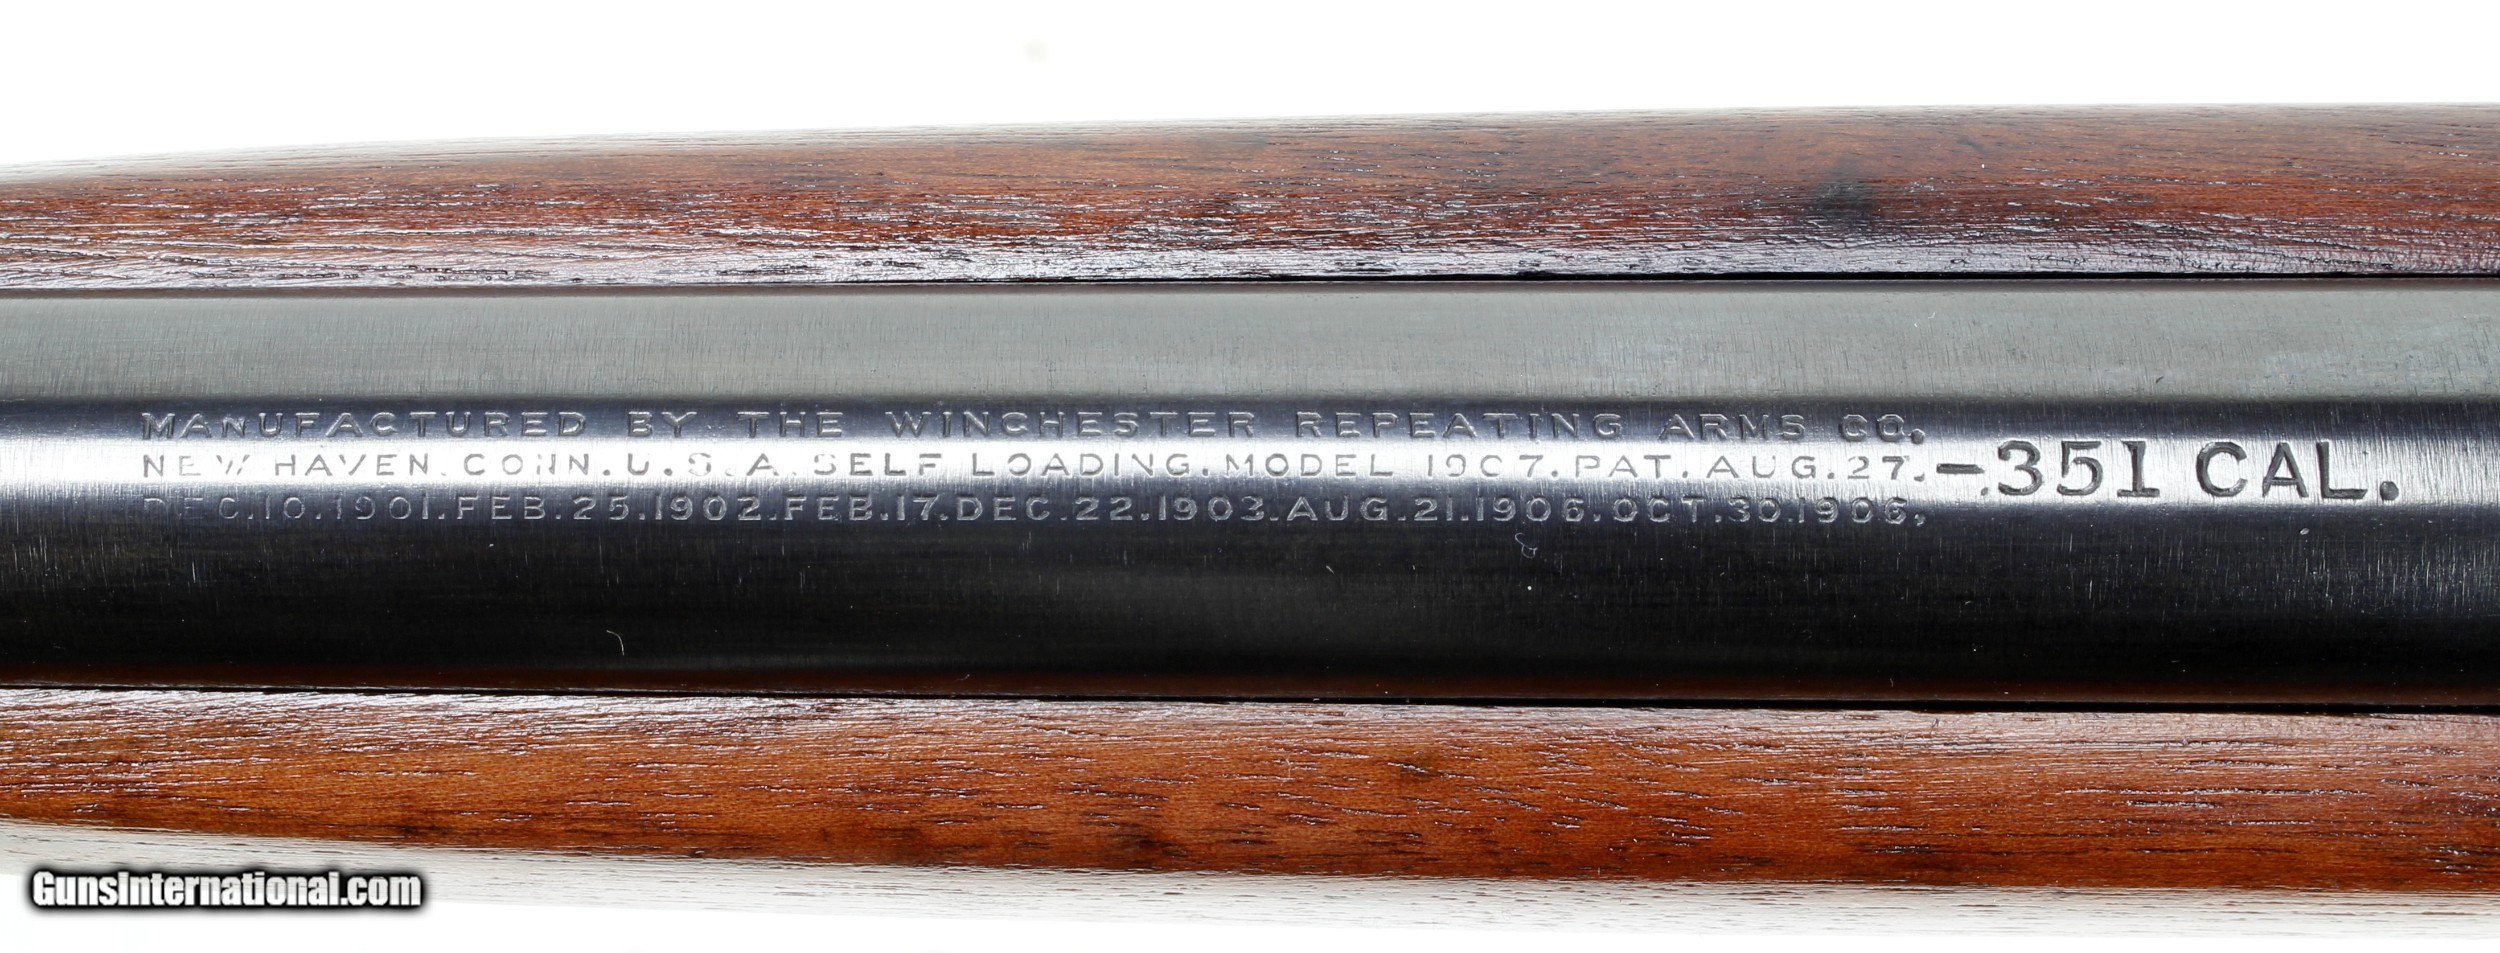 MANUFACTURED BY THE WINCHESTER REPEATING ARMS CO.
NEW HAVEN.CONN.U.S.A.SELF LOADING.MODEL 1907.PAT.AUG.27.
DEC.10.1901.FEB.25.1902.FEB.17.DEC.22.1903.AUG.21.1906.OCT.30.1906,
-.351 CAL.
GunsInternational.com